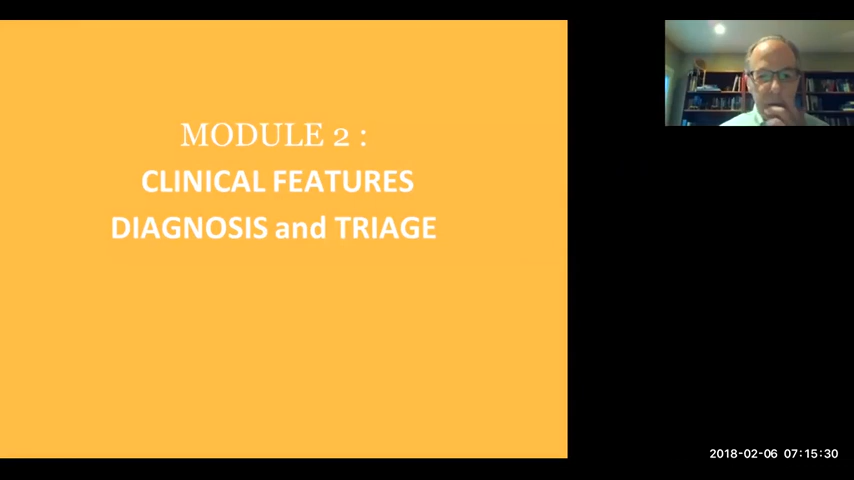 MODULE 2 :
CLINICAL FEATURES
DIAGNOSIS and TRIAGE
2018-02-06 07:15:30